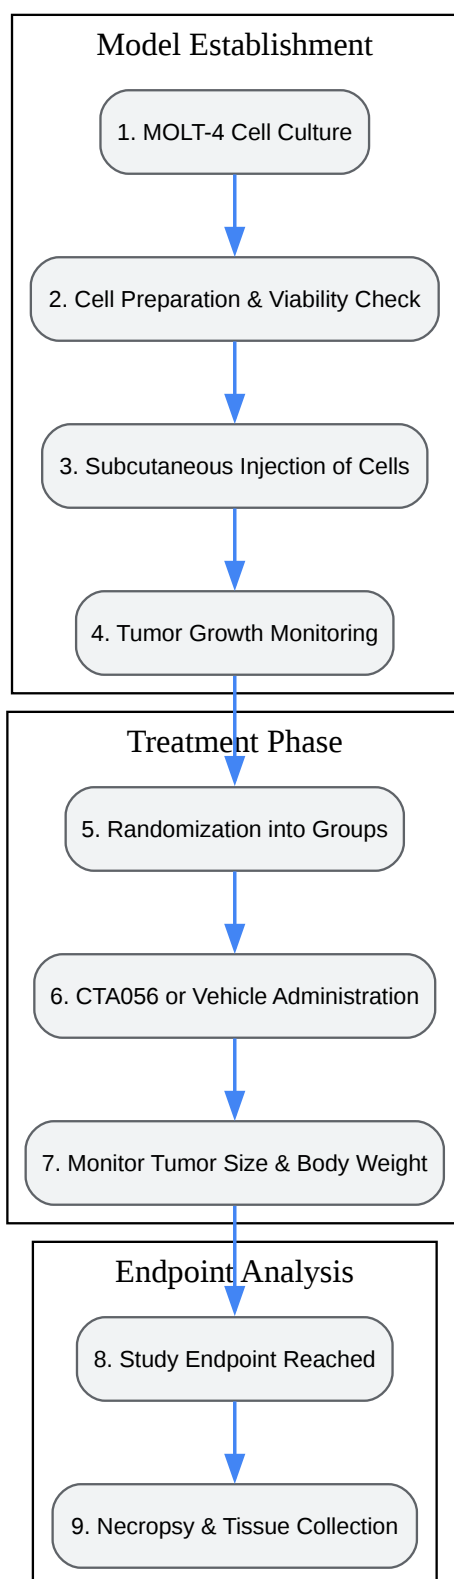 Model Establishment
1. MOLT-4 Cell Culture
2. Cell Preparation & Viability Check
3. Subcutaneous Injection of Cells
4. Tumor Growth Monitoring
Treatment Phase
5. Randomization into Groups
6. CTA056 or Vehicle Administration
7. Monitor Tumor Size & Body Weight
Endpoint Analysis
8. Study Endpoint Reached
9. Necropsy & Tissue Collection